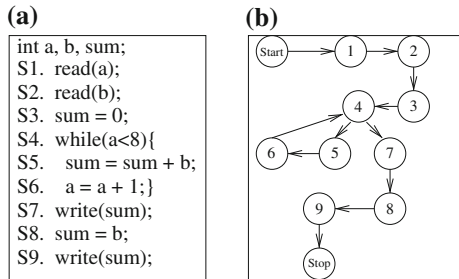 (a)
int a, b, sum;
S1. read(a);
S2. read(b);
S3. sum = 0;
S4. while(a<8){
S5. sum = sum + b;
S6. a = a + 1;}
S7. write(sum);
S8. sum = b;
S9. write(sum);
(b)
Start 1 2
4 3
6 5 7
9 8
Stop